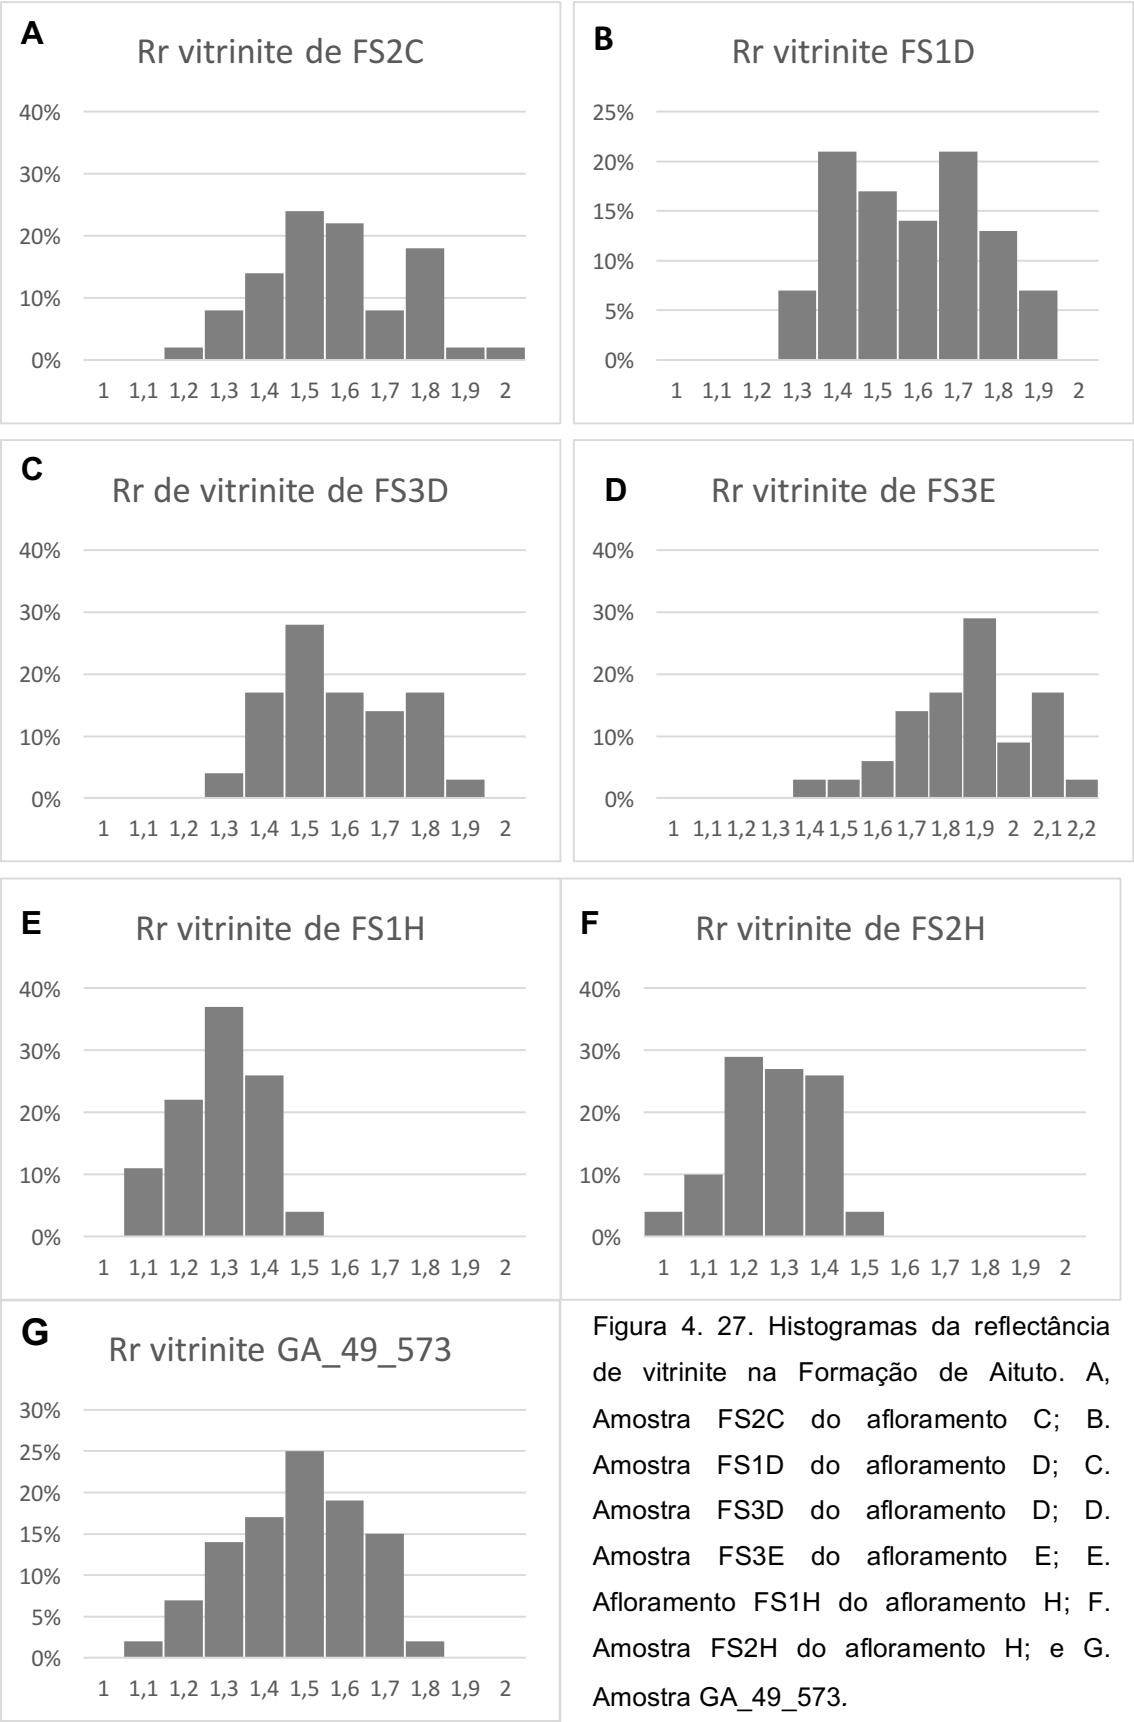 A
Rr vitrinite de FS2C
40%
30%
20%
10%
0%
1 1,1 1,2 1,3 1,4 1,5 1,6 1,7 1,8 1,9 2
B
Rr vitrinite FS1D
25%
20%
15%
10%
5%
0%
1 1,1 1,2 1,3 1,4 1,5 1,6 1,7 1,8 1,9 2
C
Rr de vitrinite de FS3D
40%
30%
20%
10%
0%
1 1,1 1,2 1,3 1,4 1,5 1,6 1,7 1,8 1,9 2
D
Rr vitrinite de FS3E
40%
30%
20%
10%
0%
1 1,1 1,2 1,3 1,4 1,5 1,6 1,7 1,8 1,9 2 2,1 2,2
E
Rr vitrinite de FS1H
40%
30%
20%
10%
0%
1 1,1 1,2 1,3 1,4 1,5 1,6 1,7 1,8 1,9 2
F
Rr vitrinite de FS2H
40%
30%
20%
10%
0%
1 1,1 1,2 1,3 1,4 1,5 1,6 1,7 1,8 1,9 2
G
Rr vitrinite GA_49_573
30%
25%
20%
15%
10%
5%
0%
1 1,1 1,2 1,3 1,4 1,5 1,6 1,7 1,8 1,9 2
Figura 4. 27. Histogramas da reflectância
de vitrinite na Formação de Aituto. A,
Amostra FS2C do afloramento C; B.
Amostra FS1D do afloramento D; C.
Amostra FS3D do afloramento D; D.
Amostra FS3E do afloramento E; E.
Afloramento FS1H do afloramento H; F.
Amostra FS2H do afloramento H; e G.
Amostra GA_49_573.